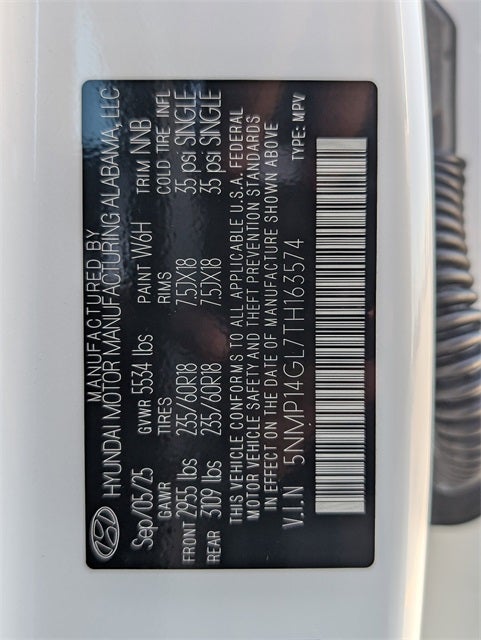 MANUFACTURED BY
HYUNDAI MOTOR MANUFACTURING ALABAMA, LLC
Sep/05/25 GVWR 5534 lbs PAINT W6H TRIM NNB
GAWR TIRES RIMS COLD TIRE INFL
FRONT 2955 lbs 235/60R18 7.5JX18 35 psi SINGLE
REAR 3109 lbs 235/60R18 7.5JX18 35 psi SINGLE
THIS VEHICLE CONFORMS TO ALL APPLICABLE U.S.A. FEDERAL
MOTOR VEHICLE SAFETY AND THEFT PREVENTION STANDARDS
IN EFFECT ON THE DATE OF MANUFACTURE SHOWN ABOVE
V.I.N 5NMP14GL7TH163574 TYPE: MPV